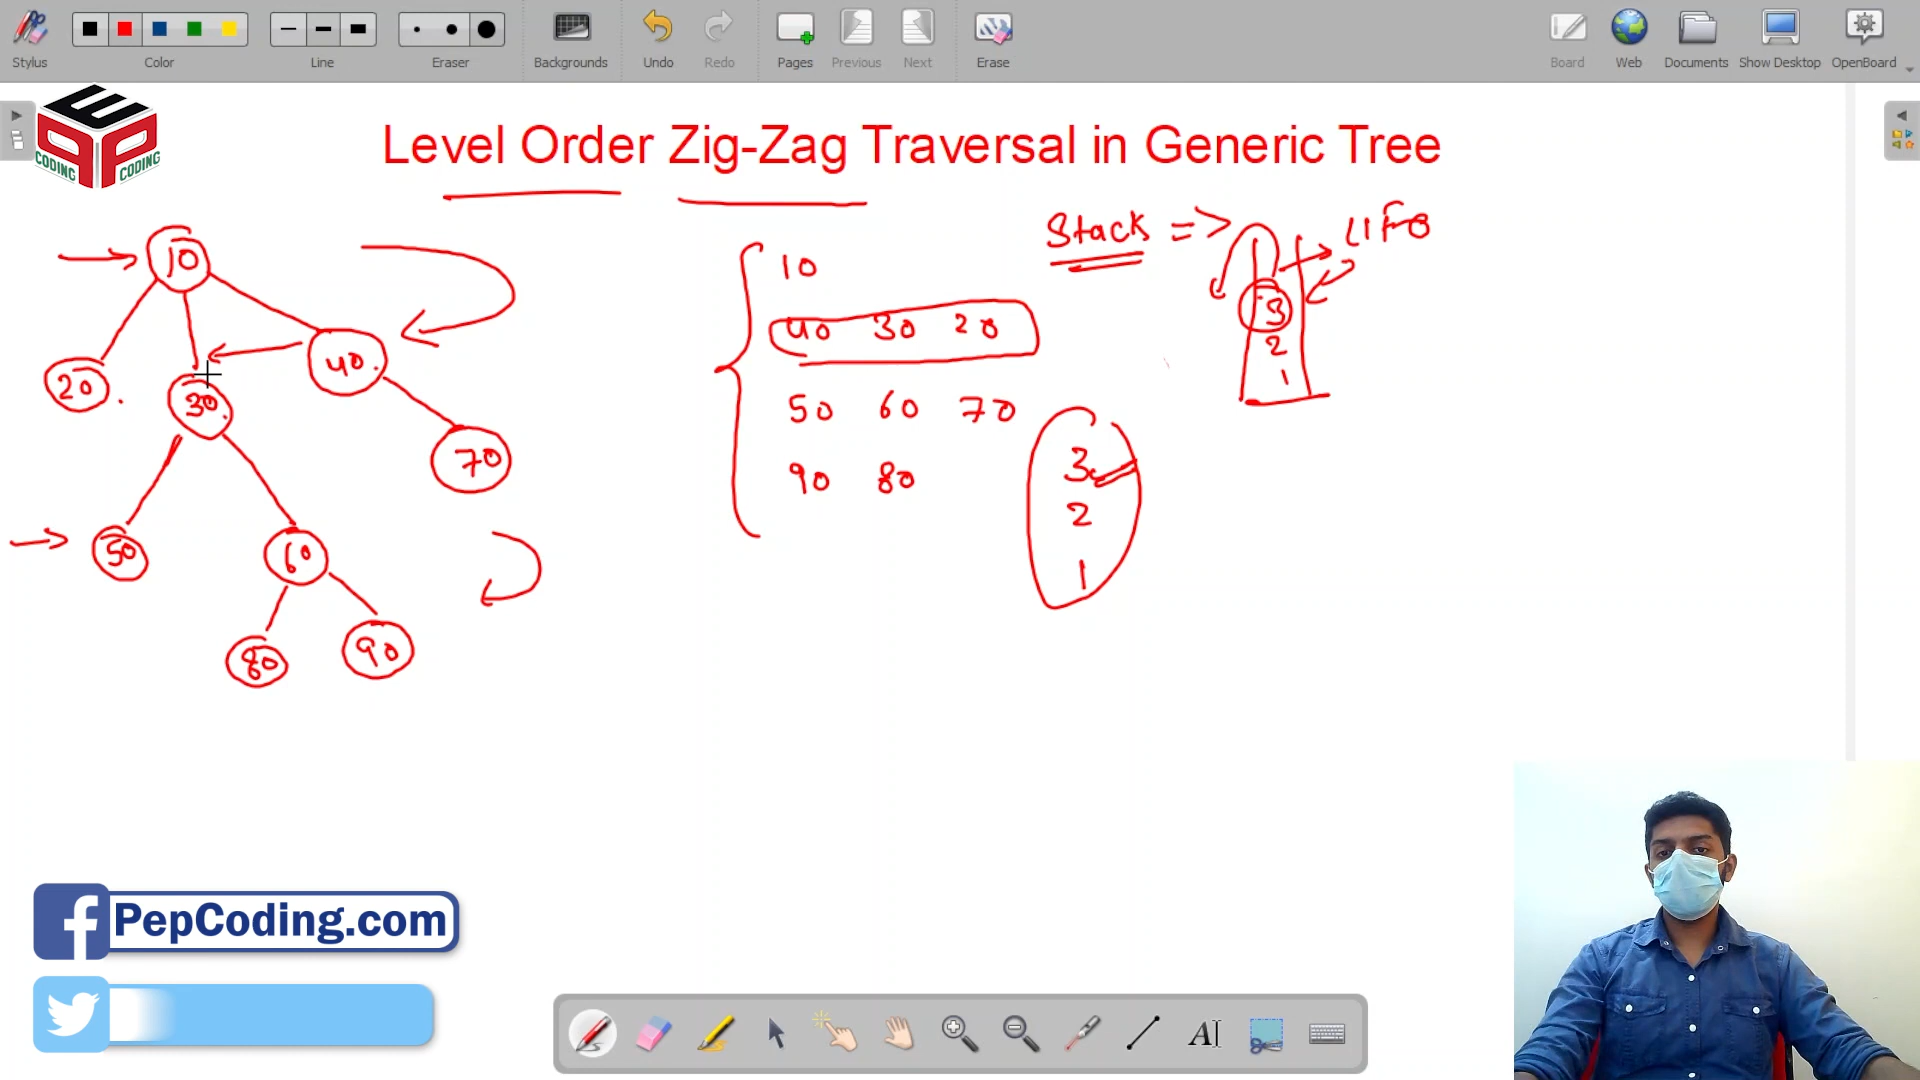 Stylus Color Line Eraser Backgrounds Undo Redo Pages Previous Next Erase Board Web Documents Show Desktop OpenBoard
CODING CODING
Level Order Zig-Zag Traversal in Generic Tree
Stack => LIFO
10
20 30 40
70
50 60
80 90
10
40 30 20
50 60 70
90 80
3
2
1
3
2
1
PepCoding.com
AI